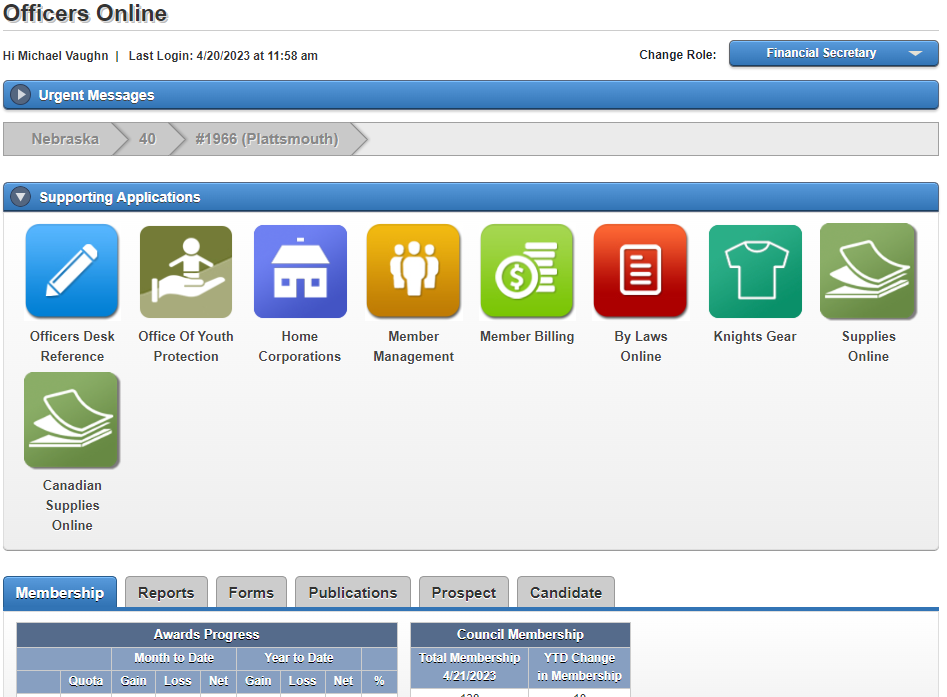 Officers Online
Hi Michael Vaughn | Last Login: 4/20/2023 at 11:58 am
Change Role: Financial Secretary
Urgent Messages
Nebraska 40 #1966 (Plattsmouth)
Supporting Applications
Officers Desk Reference
Office Of Youth Protection
Home Corporations
Member Management
Member Billing
By Laws Online
Knights Gear
Supplies Online
Canadian Supplies Online
Membership Reports Forms Publications Prospect Candidate
Awards Progress
Month to Date Year to Date
Quota Gain Loss Net Gain Loss Net %
Council Membership
Total Membership 4/21/2023
YTD Change in Membership